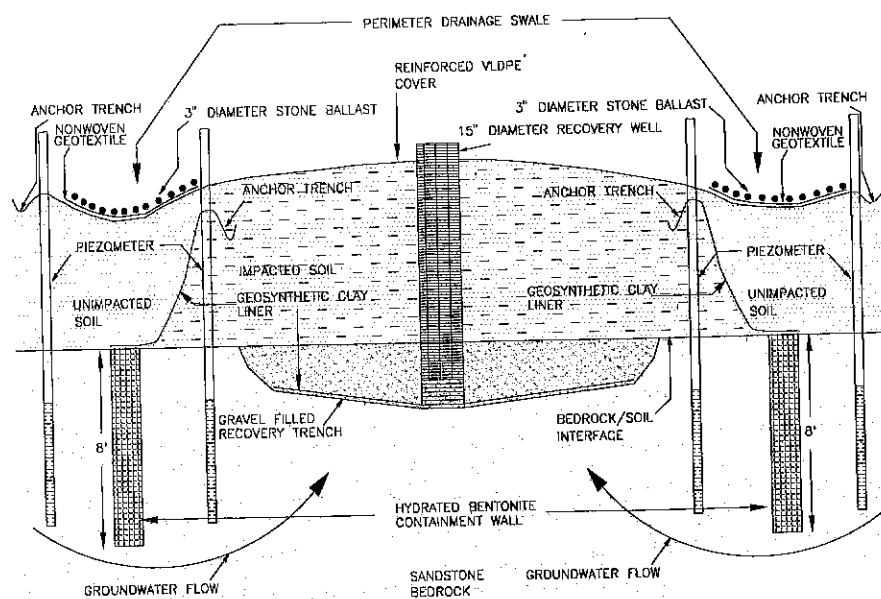 PERIMETER DRAINAGE SWALE
REINFORCED VLDPE'
COVER
ANCHOR TRENCH
NONWOVEN
GEOTEXTILE
3" DIAMETER STONE BALLAST
15" DIAMETER RECOVERY WELL
3" DIAMETER STONE BALLAST
ANCHOR TRENCH
NONWOVEN
GEOTEXTILE
ANCHOR TRENCH
ANCHOR TRENCH
PIEZOMETER
IMPACTED SOIL
GEOSYNTHETIC CLAY
LINER
UNIMPACTED
SOIL
PIEZOMETER
GEOSYNTHETIC CLAY
LINER
UNIMPACTED
SOIL
8'
GRAVEL FILLED
RECOVERY TRENCH
BEDROCK/SOIL
INTERFACE
8'
HYDRATED BENTONITE
CONTAINMENT WALL
GROUNDWATER FLOW
SANDSTONE
BEDROCK
GROUNDWATER FLOW